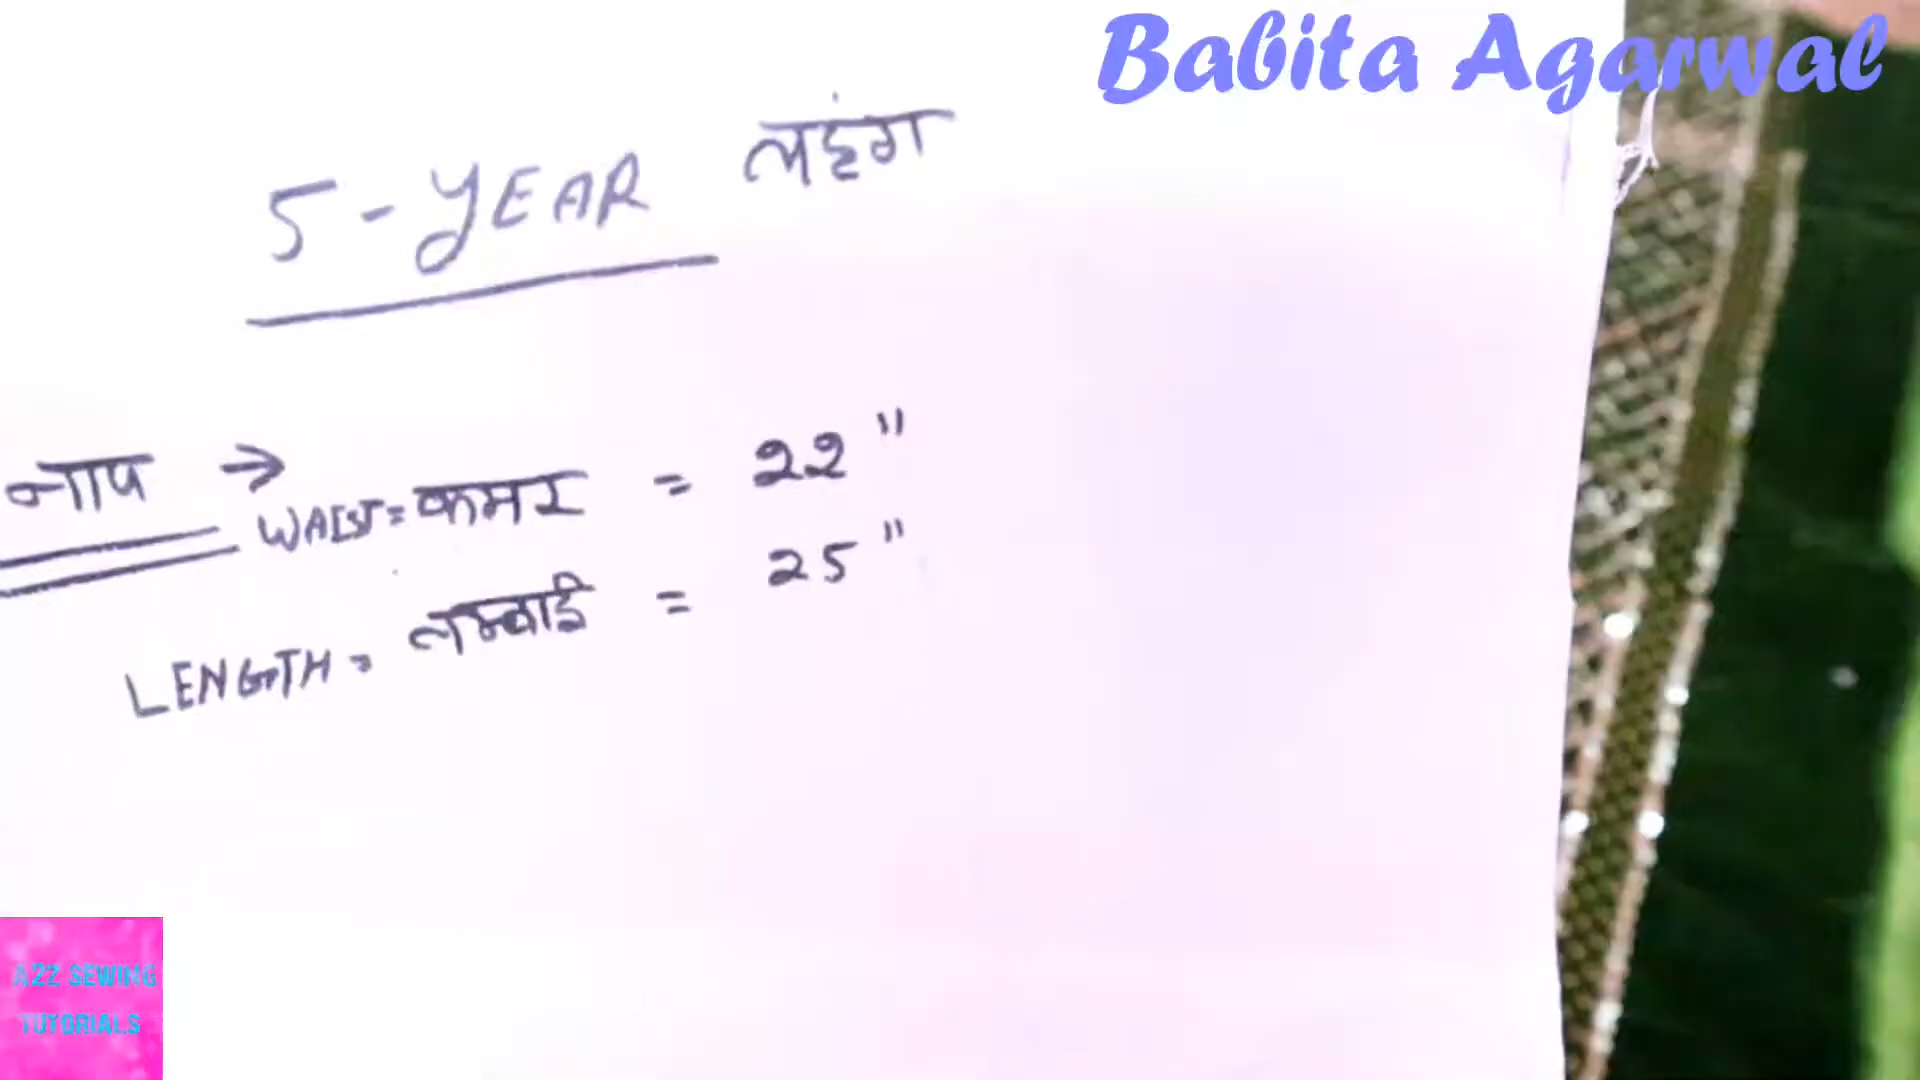 Babita Agarwal
5-YEAR लहंगा
नाप → WAIST = कमर = 22"
LENGTH = लम्बाई = 25"
A2Z SEWING
TUTORIALS